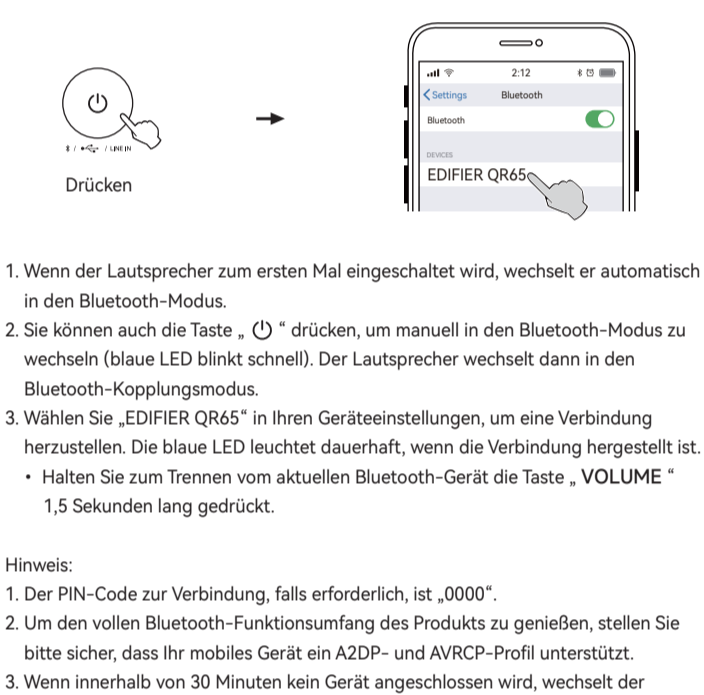 2:12
Settings
Bluetooth
Bluetooth
DEVICES
EDIFIER QR65
/ LINE IN
Drücken
1. Wenn der Lautsprecher zum ersten Mal eingeschaltet wird, wechselt er automatisch
in den Bluetooth-Modus.
2. Sie können auch die Taste „ ⏻ “ drücken, um manuell in den Bluetooth-Modus zu
wechseln (blaue LED blinkt schnell). Der Lautsprecher wechselt dann in den
Bluetooth-Kopplungsmodus.
3. Wählen Sie „EDIFIER QR65“ in Ihren Geräteeinstellungen, um eine Verbindung
herzustellen. Die blaue LED leuchtet dauerhaft, wenn die Verbindung hergestellt ist.
• Halten Sie zum Trennen vom aktuellen Bluetooth-Gerät die Taste „ VOLUME “
1,5 Sekunden lang gedrückt.
Hinweis:
1. Der PIN-Code zur Verbindung, falls erforderlich, ist „0000“.
2. Um den vollen Bluetooth-Funktionsumfang des Produkts zu genießen, stellen Sie
bitte sicher, dass Ihr mobiles Gerät ein A2DP- und AVRCP-Profil unterstützt.
3. Wenn innerhalb von 30 Minuten kein Gerät angeschlossen wird, wechselt der